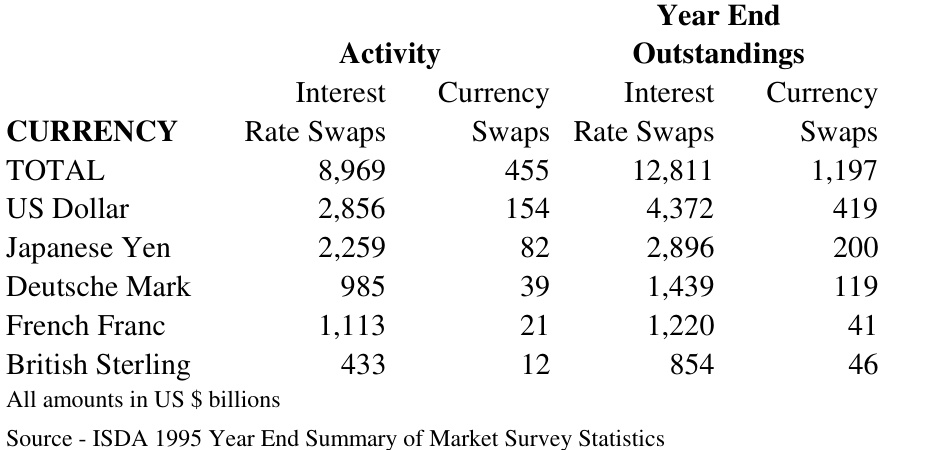 Year End
Activity Outstandings
Interest Currency Interest Currency
CURRENCY Rate Swaps Swaps Rate Swaps Swaps
TOTAL 8,969 455 12,811 1,197
US Dollar 2,856 154 4,372 419
Japanese Yen 2,259 82 2,896 200
Deutsche Mark 985 39 1,439 119
French Franc 1,113 21 1,220 41
British Sterling 433 12 854 46
All amounts in US $ billions
Source - ISDA 1995 Year End Summary of Market Survey Statistics